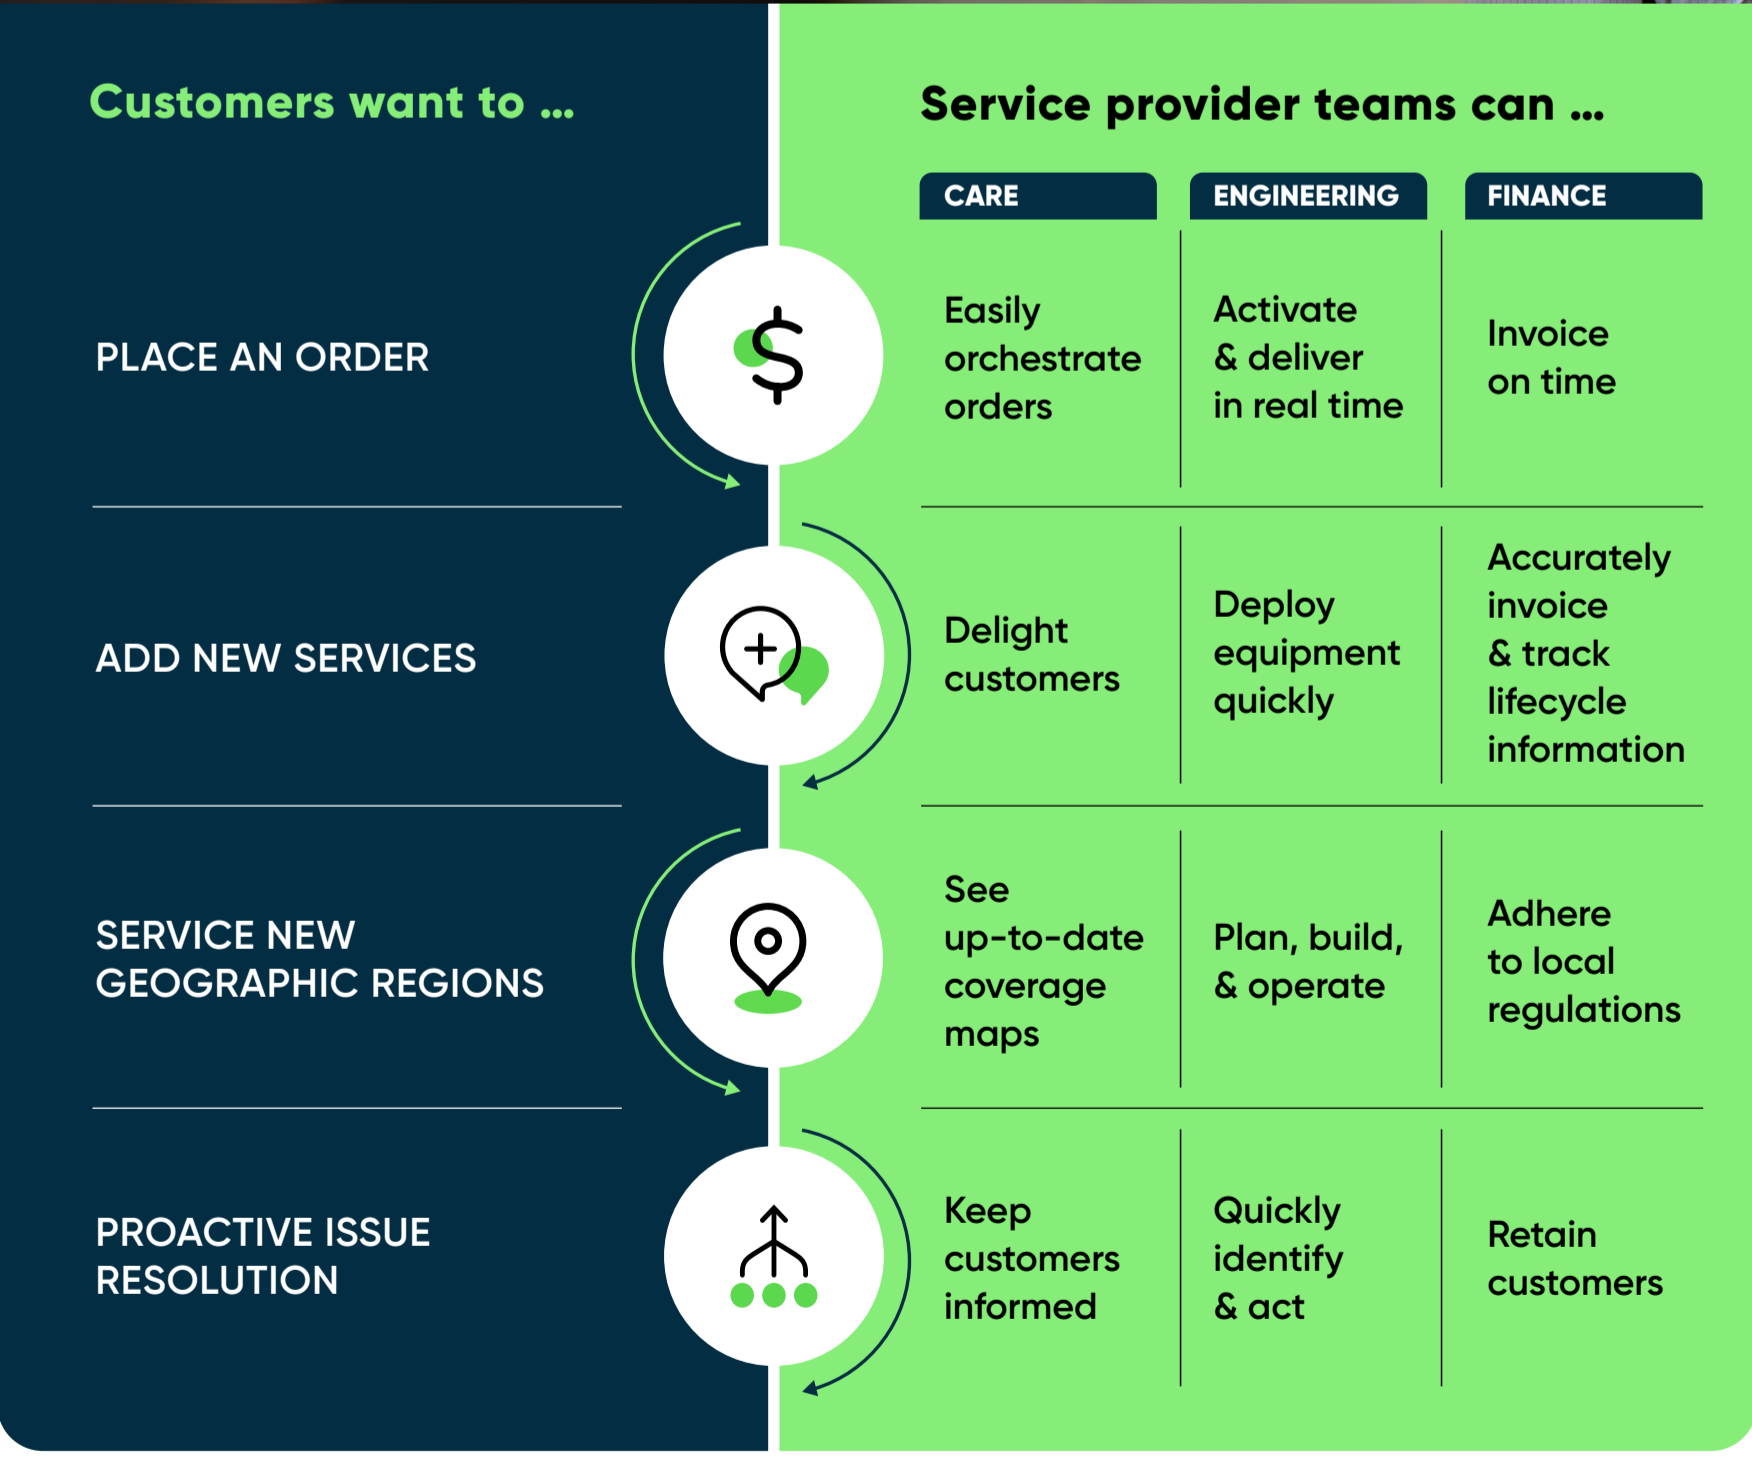 Customers want to ...
Service provider teams can ...
CARE
ENGINEERING
FINANCE
PLACE AN ORDER
Easily
orchestrate
orders
Activate
& deliver
in real time
Invoice
on time
ADD NEW SERVICES
Delight
customers
Deploy
equipment
quickly
Accurately
invoice
& track
lifecycle
information
SERVICE NEW
GEOGRAPHIC REGIONS
See
up-to-date
coverage
maps
Plan, build,
& operate
Adhere
to local
regulations
PROACTIVE ISSUE
RESOLUTION
Keep
customers
informed
Quickly
identify
& act
Retain
customers